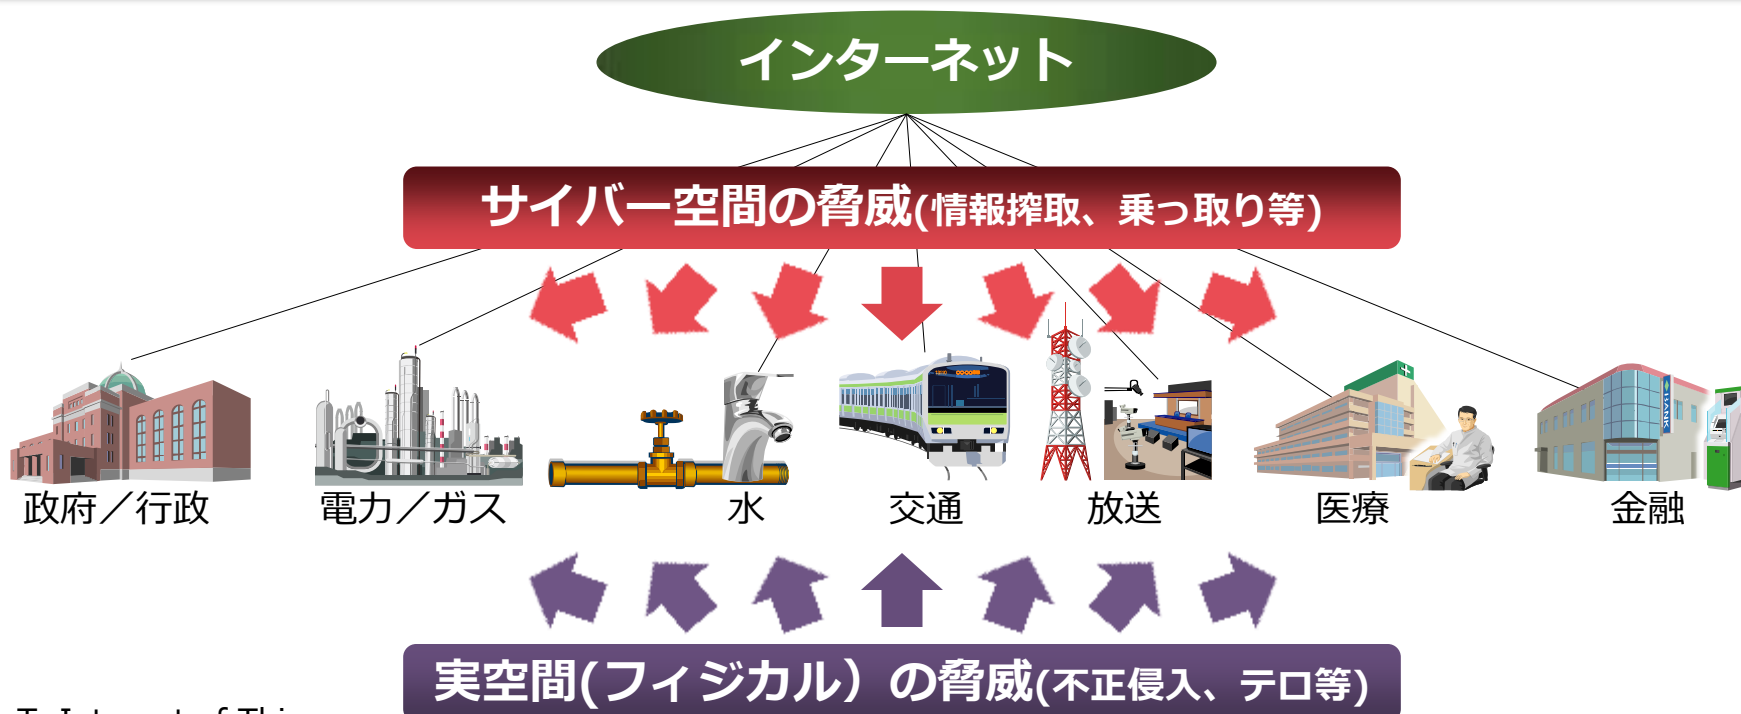 インターネット
サイバー空間の脅威(情報搾取、乗っ取り等)
政府／行政 電力／ガス 水 交通 放送 医療 金融
実空間(フィジカル）の脅威(不正侵入、テロ等)